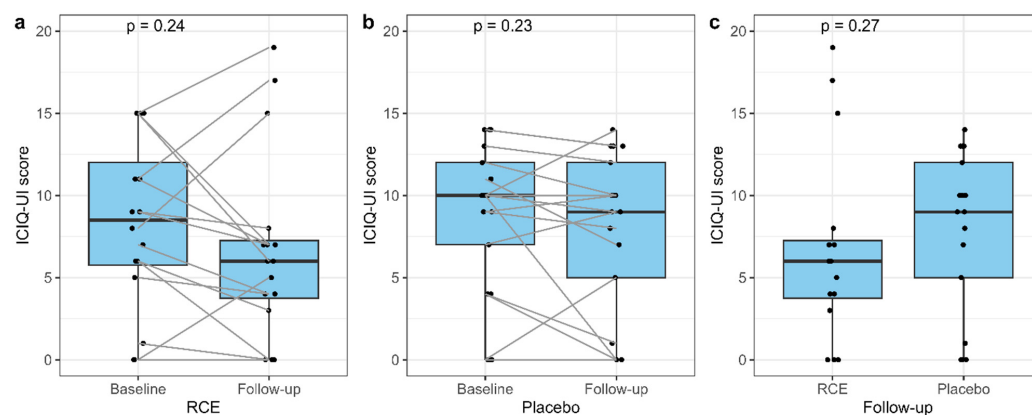 a
p = 0.24
ICIQ-UI score
20
15
10
5
0
Baseline Follow-up
RCE
b
p = 0.23
ICIQ-UI score
20
15
10
5
0
Baseline Follow-up
Placebo
c
p = 0.27
ICIQ-UI score
20
15
10
5
0
RCE Placebo
Follow-up